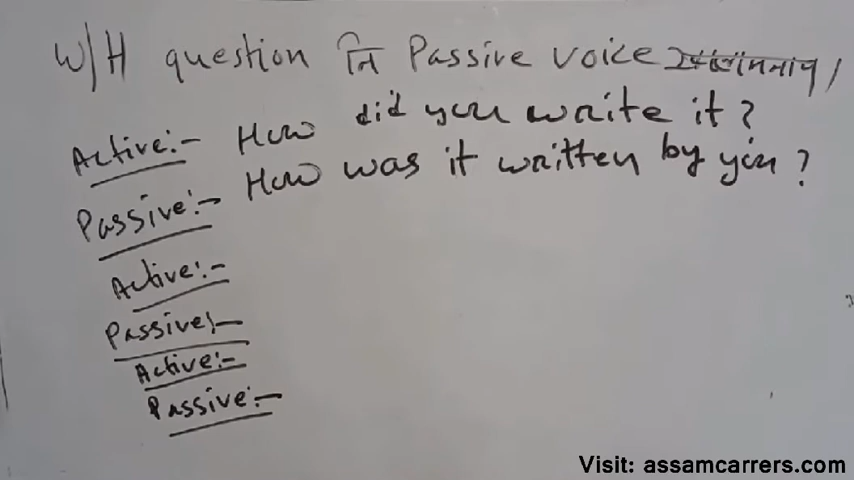 W/H question নি Passive voice
Active:- How did you write it?
Passive:- How was it written by you?
Active:-
Passive:-
Active:-
Passive:-
Visit: assamcarrers.com